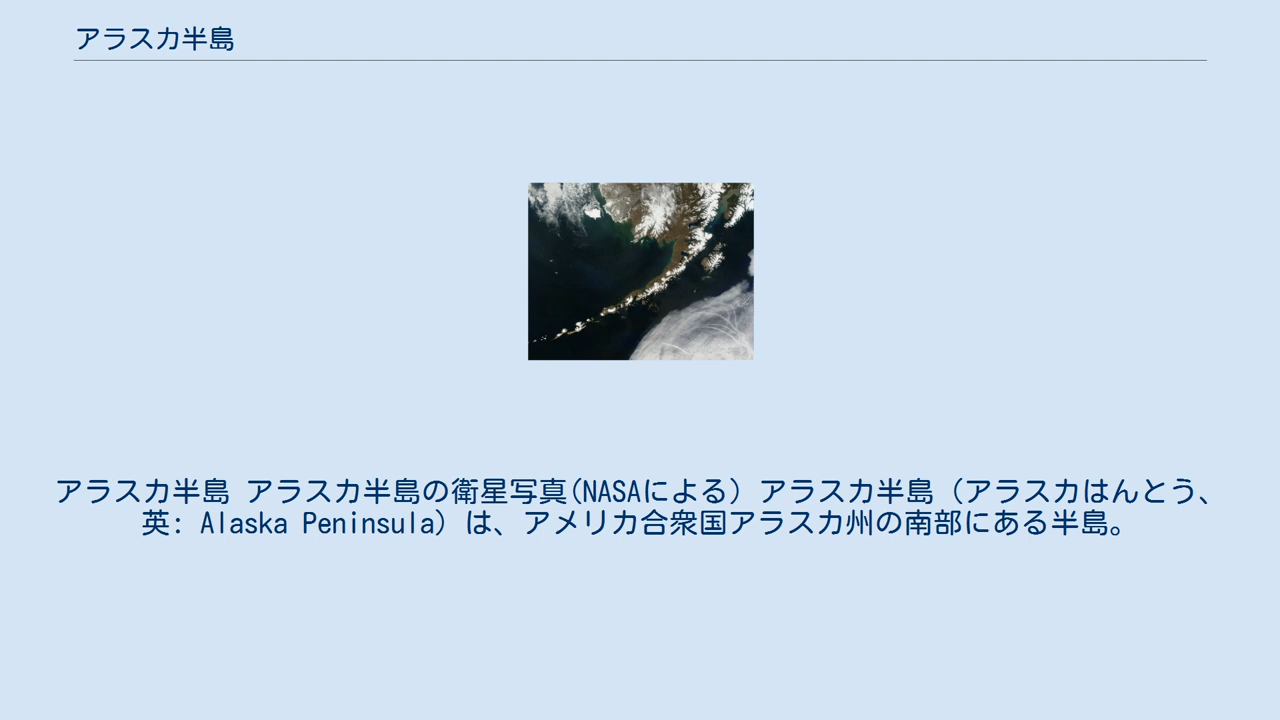 アラスカ半島
アラスカ半島 アラスカ半島の衛星写真(NASAによる）アラスカ半島（アラスカはんとう、
英: Alaska Peninsula）は、アメリカ合衆国アラスカ州の南部にある半島。